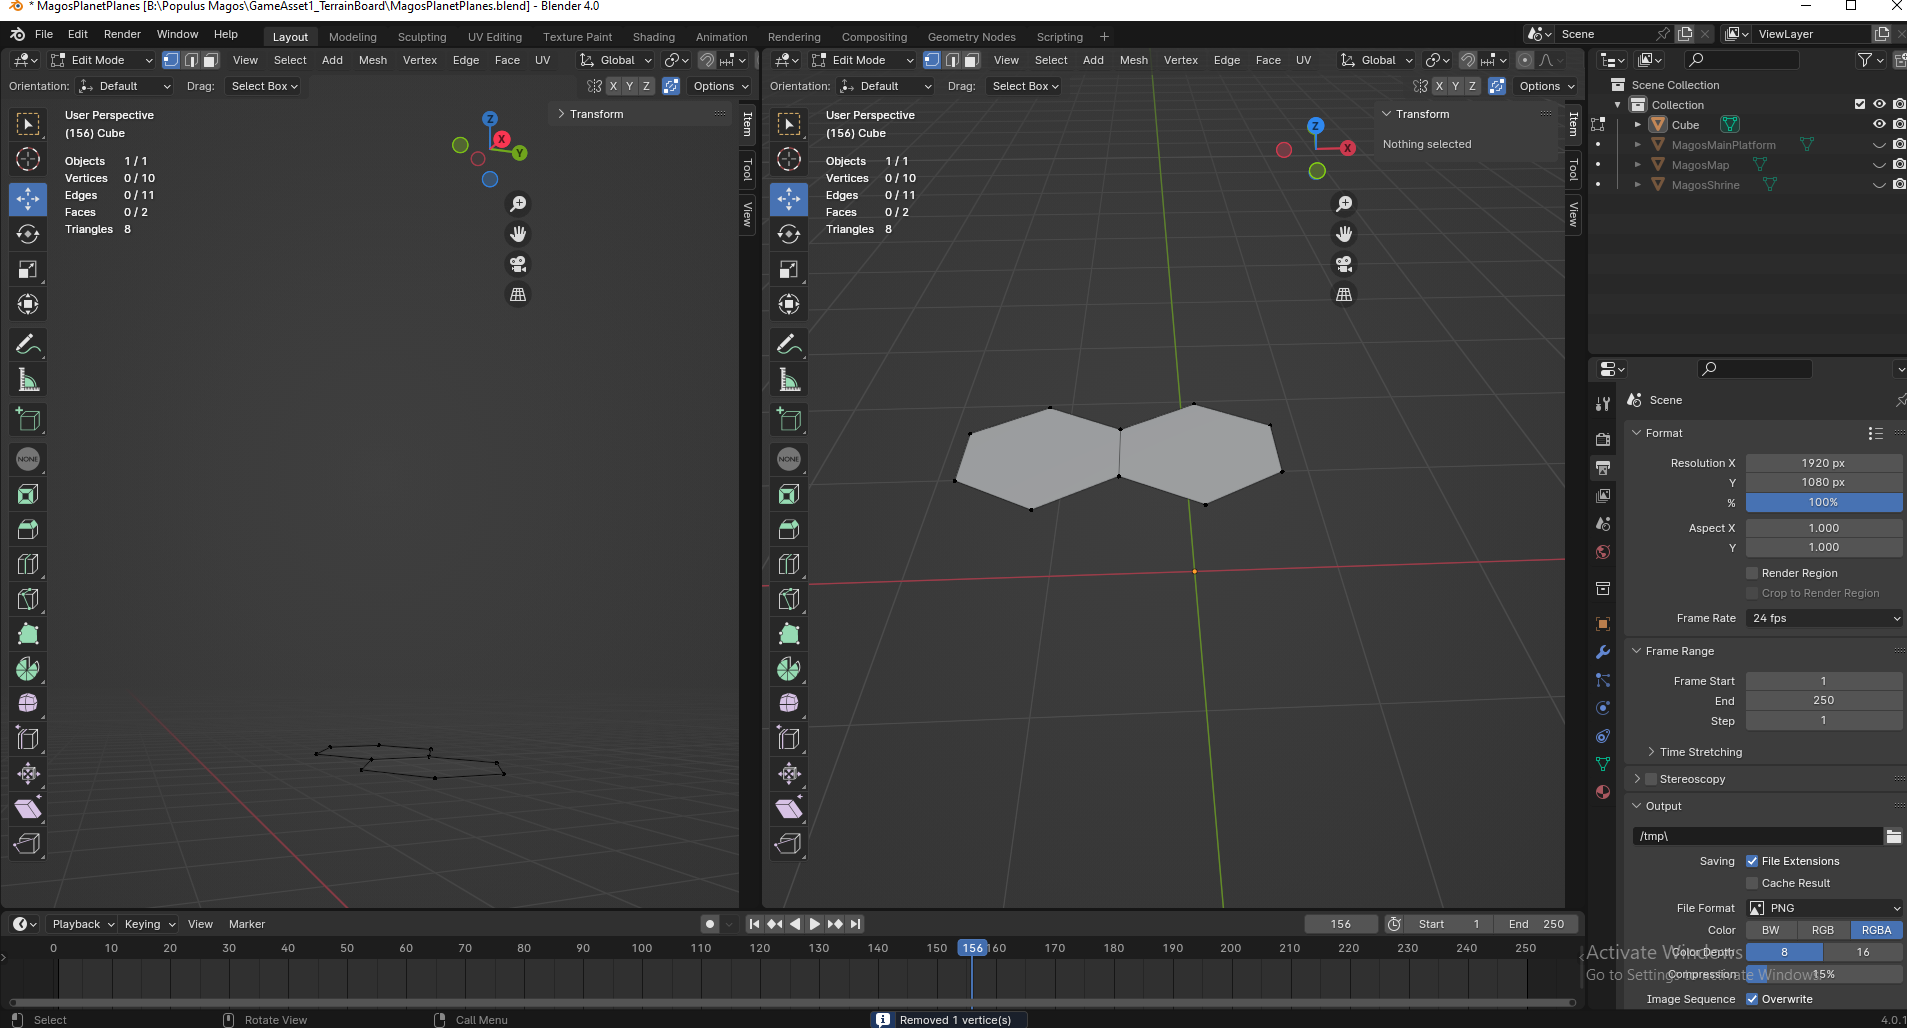 * MagosPlanetPlanes [B:\Populus Magos\GameAsset1_TerrainBoard\MagosPlanetPlanes.blend] - Blender 4.0
File Edit Render Window Help Layout Modeling Sculpting UV Editing Texture Paint Shading Animation Rendering Compositing Geometry Nodes Scripting + Scene ViewLayer
Edit Mode View Select Add Mesh Vertex Edge Face UV Global
Orientation: Default Drag: Select Box X Y Z Options
User Perspective
(156) Cube
Objects 1 / 1
Vertices 0 / 10
Edges 0 / 11
Faces 0 / 2
Triangles 8
Z
X
Y
Transform
Item
Tool
View
NONE
Edit Mode View Select Add Mesh Vertex Edge Face UV Global
Orientation: Default Drag: Select Box X Y Z Options
User Perspective
(156) Cube
Objects 1 / 1
Vertices 0 / 10
Edges 0 / 11
Faces 0 / 2
Triangles 8
Z
X
Transform
Nothing selected
Item
Tool
View
NONE
Scene Collection
Collection
Cube
MagosMainPlatform
MagosMap
MagosShrine
Scene
Format
Resolution X 1920 px
Y 1080 px
% 100%
Aspect X 1.000
Y 1.000
Render Region
Crop to Render Region
Frame Rate 24 fps
Frame Range
Frame Start 1
End 250
Step 1
Time Stretching
Stereoscopy
Output
/tmp\
Saving File Extensions
Cache Result
File Format PNG
Color BW RGB RGBA
Color Depth 8 16
Compression 15%
Image Sequence Overwrite
Activate Windows
Go to Settings to activate Windows.
Playback Keying View Marker 156 Start 1 End 250
0 10 20 30 40 50 60 70 80 90 100 110 120 130 140 150 156 160 170 180 190 200 210 220 230 240 250
Select Rotate View Call Menu Removed 1 vertice(s) 4.0.1